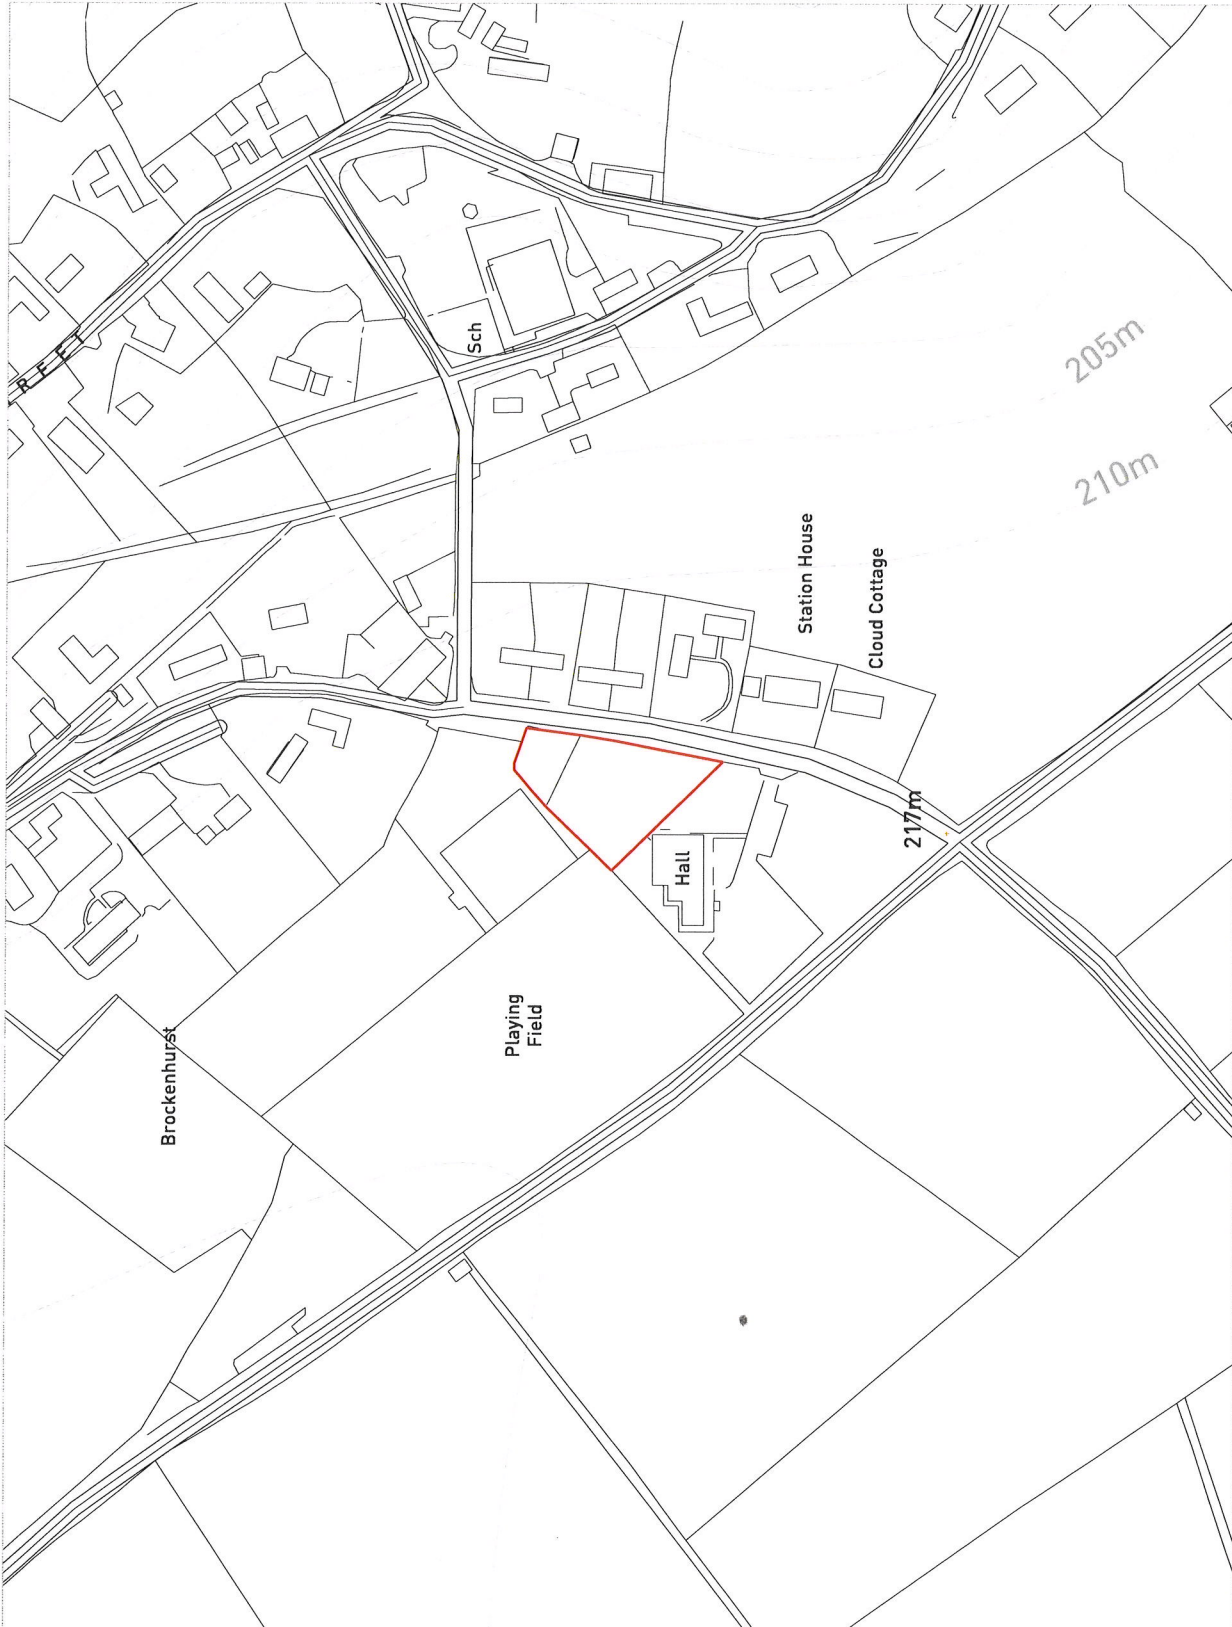 Sch
205m
210m
Station House
Cloud Cottage
217m
Hall
Playing
Field
Brockenhurst